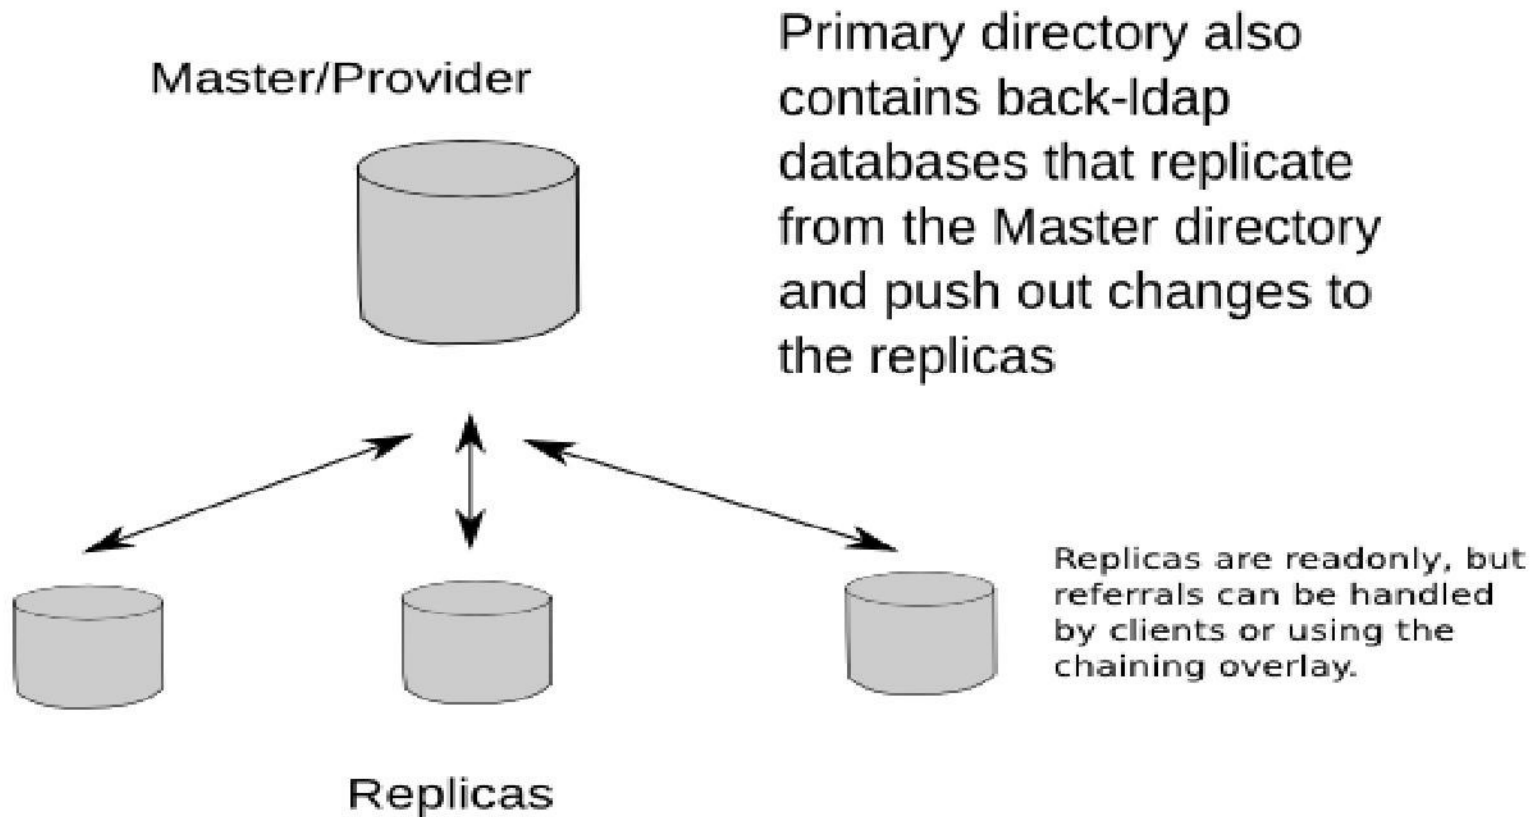 Master/Provider
Primary directory also
contains back-ldap
databases that replicate
from the Master directory
and push out changes to
the replicas
Replicas are readonly, but
referrals can be handled
by clients or using the
chaining overlay.
Replicas